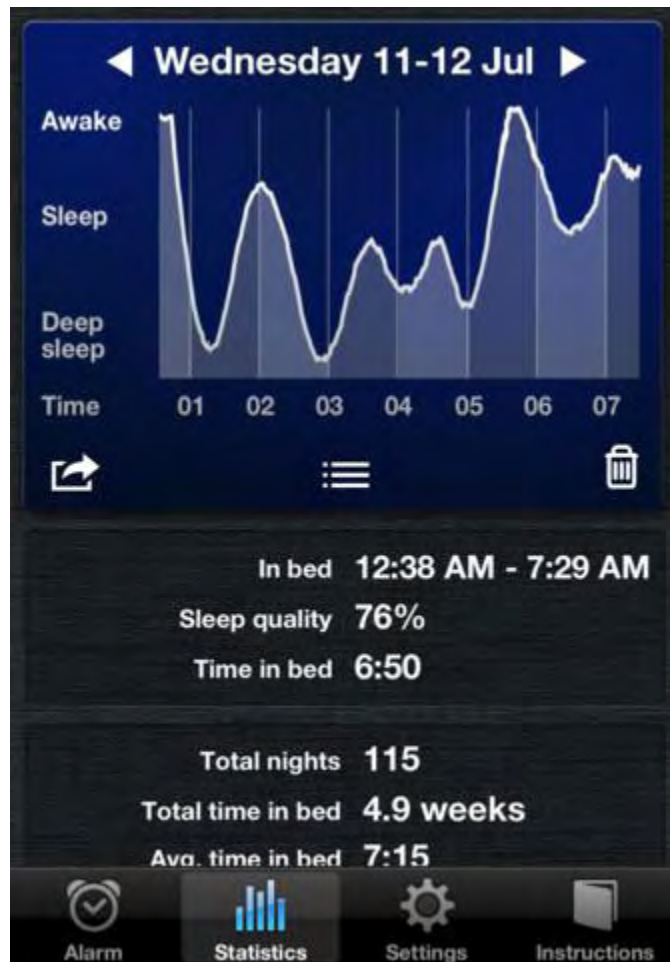 Wednesday 11-12 Jul
Awake
Sleep
Deep
sleep
Time 01 02 03 04 05 06 07
In bed 12:38 AM - 7:29 AM
Sleep quality 76%
Time in bed 6:50
Total nights 115
Total time in bed 4.9 weeks
Avg. time in bed 7:15
Alarm Statistics Settings Instructions